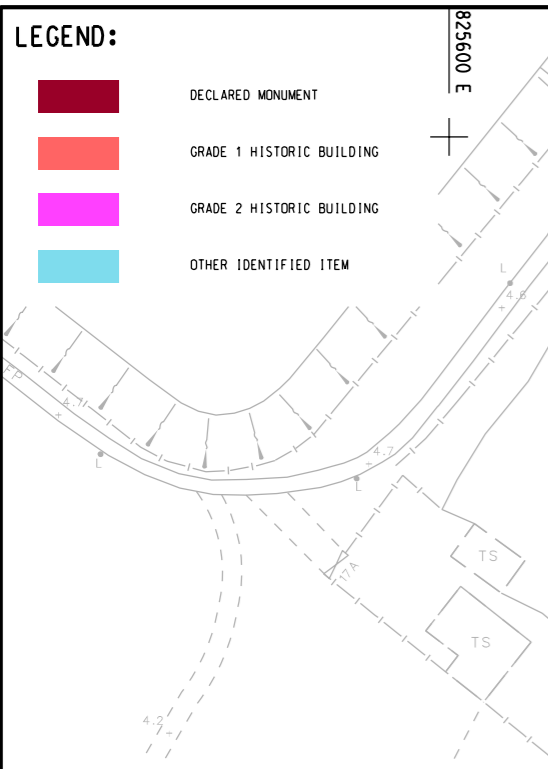 LEGEND:
825600 E
DECLARED MONUMENT
GRADE 1 HISTORIC BUILDING
GRADE 2 HISTORIC BUILDING
OTHER IDENTIFIED ITEM
L
4.6
FP
4.7
L
4.7
L
17A
TS
TS
4.2